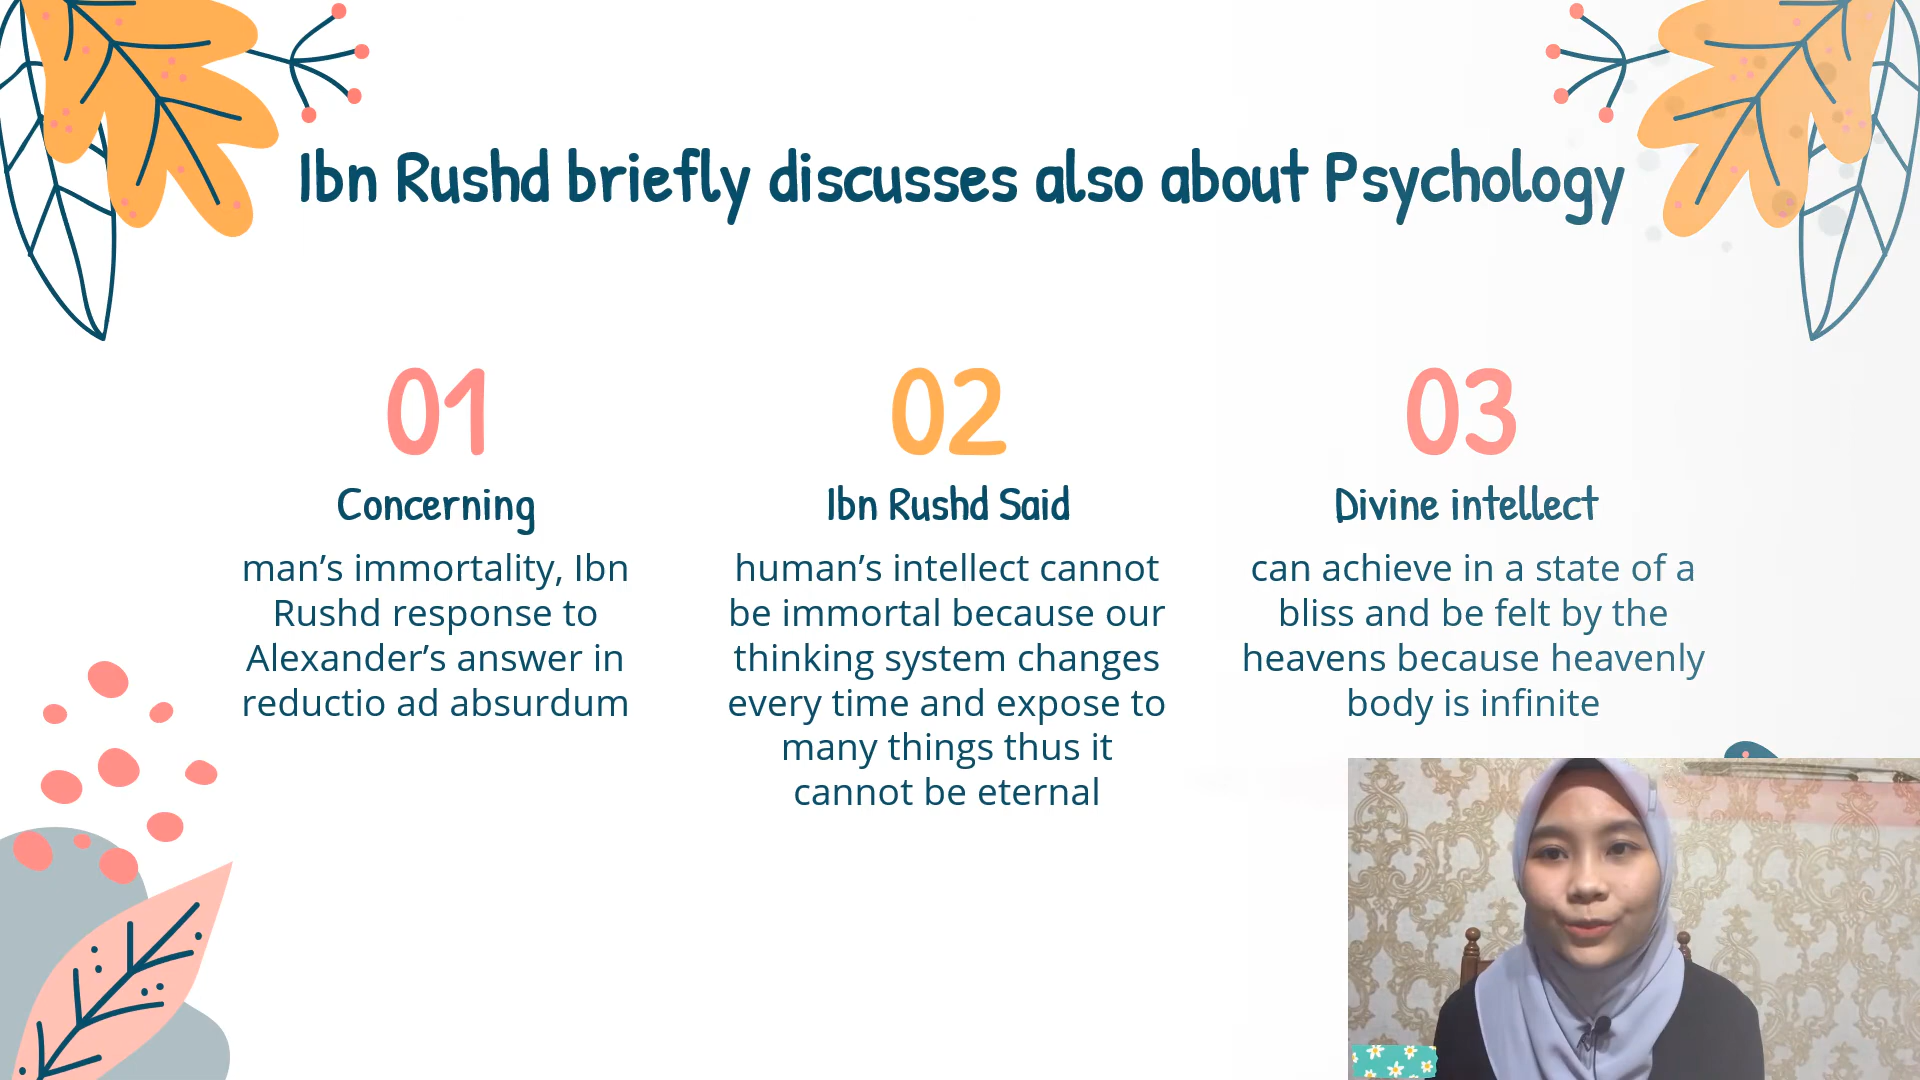 Ibn Rushd briefly discusses also about Psychology
01
Concerning
man’s immortality, Ibn
Rushd response to
Alexander’s answer in
reductio ad absurdum
02
Ibn Rushd Said
human’s intellect cannot
be immortal because our
thinking system changes
every time and expose to
many things thus it
cannot be eternal
03
Divine intellect
can achieve in a state of a
bliss and be felt by the
heavens because heavenly
body is infinite